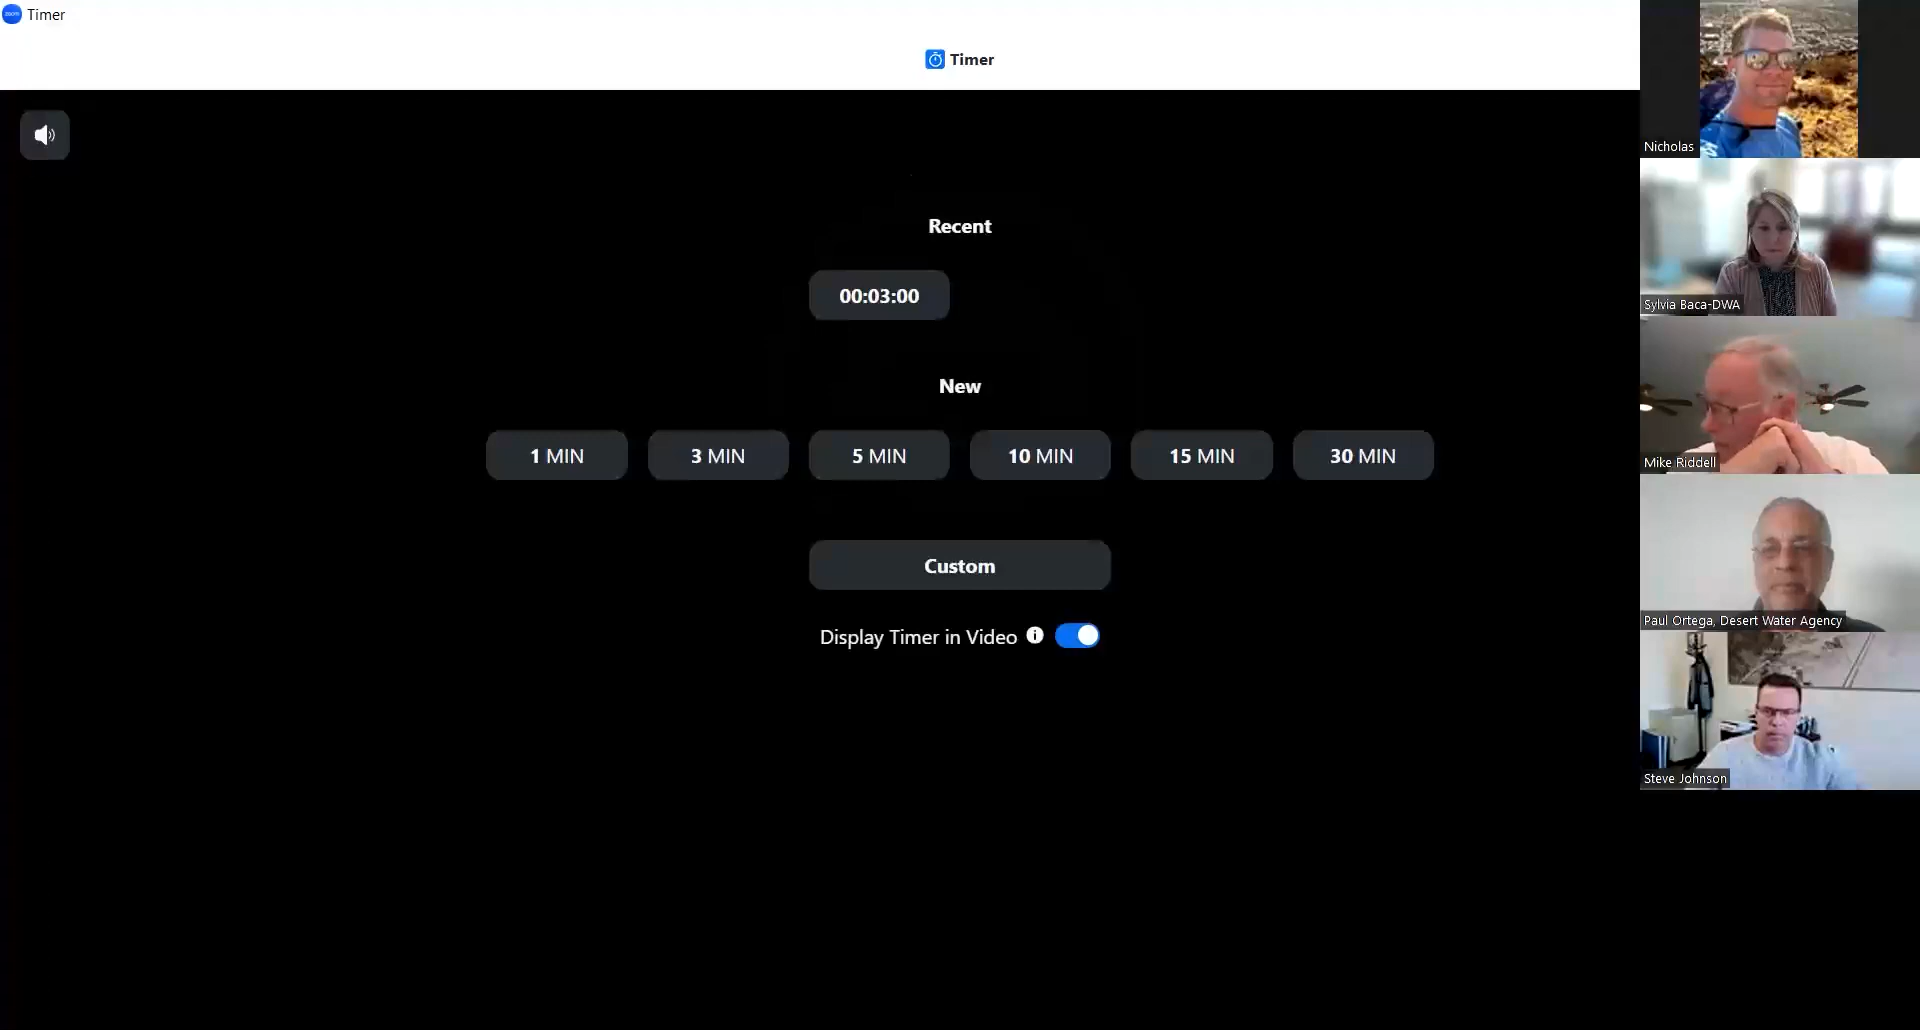 zoom
Timer
Timer
Recent
00:03:00
New
1 MIN
3 MIN
5 MIN
10 MIN
15 MIN
30 MIN
Custom
Display Timer in Video
Nicholas
Sylvia Baca-DWA
Mike Riddell
Paul Ortega, Desert Water Agency
Steve Johnson